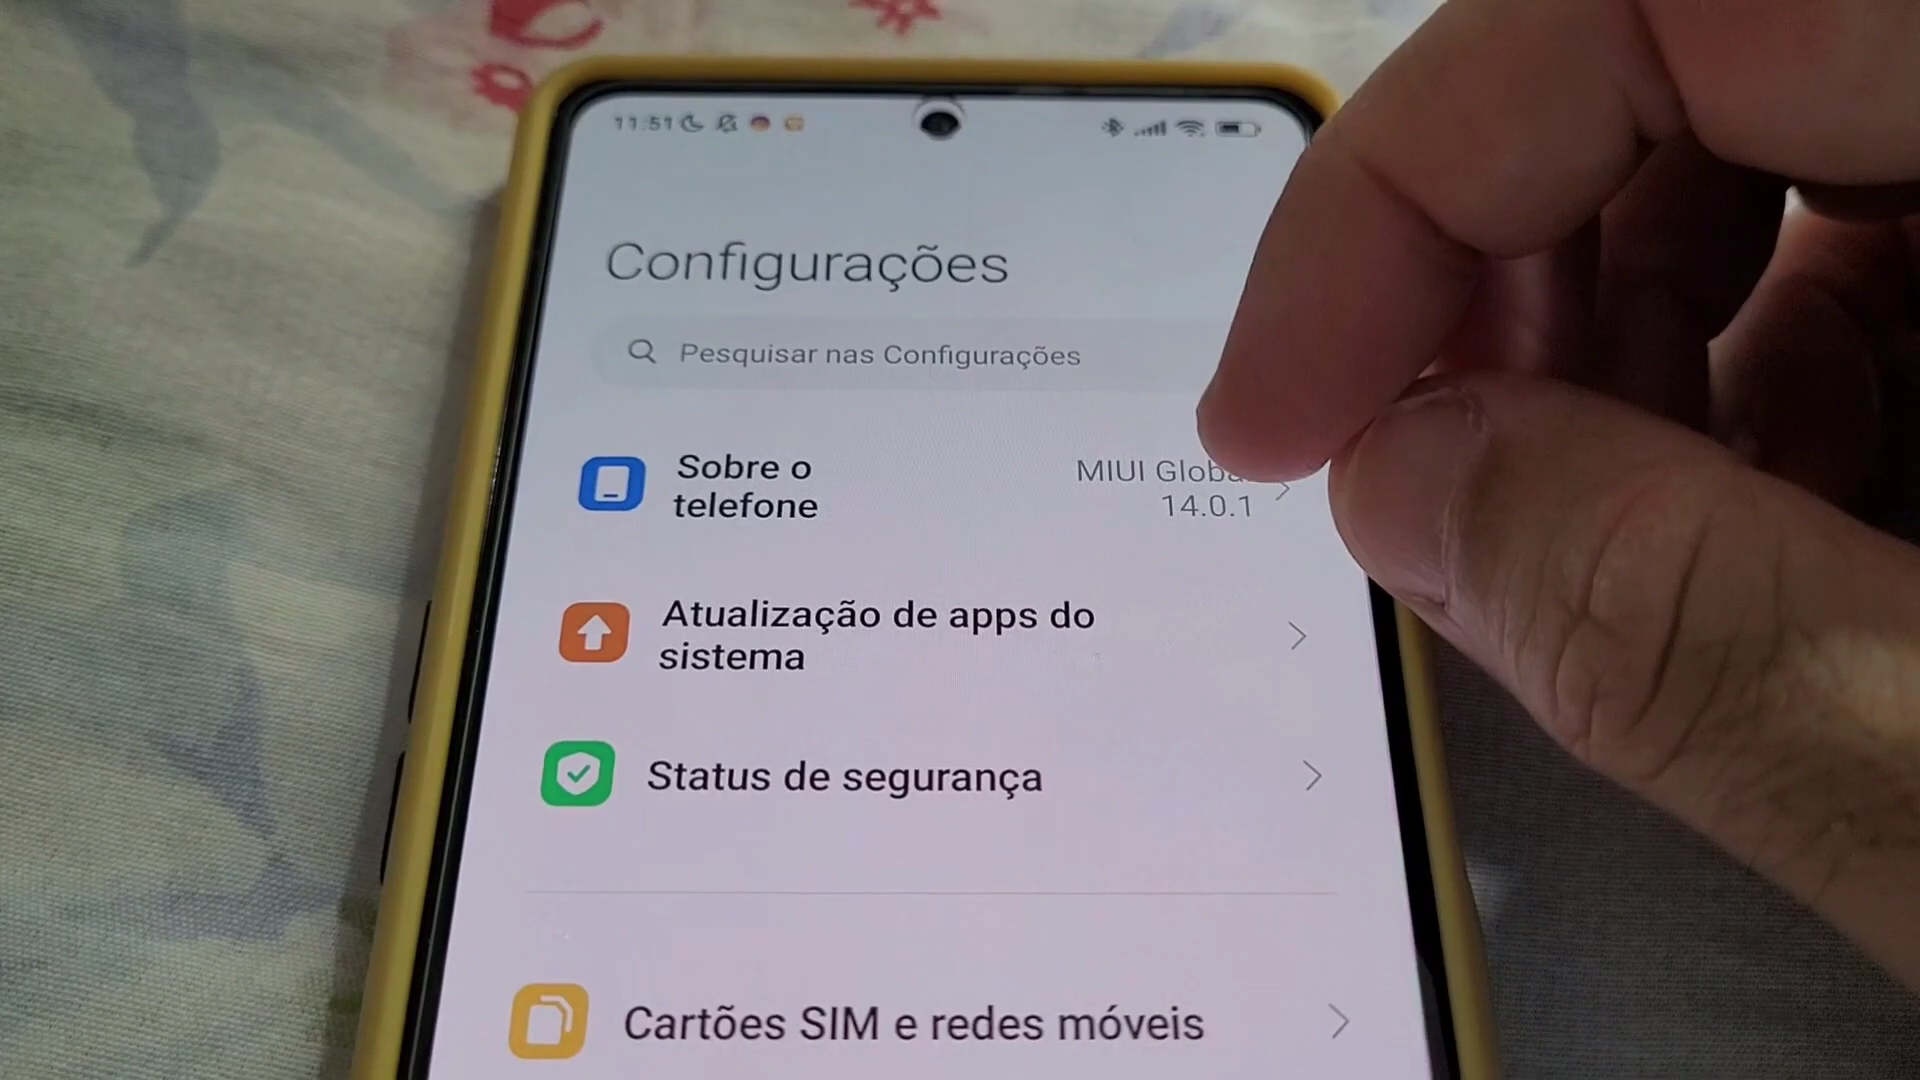 11:51
Configurações
Pesquisar nas Configurações
Sobre o
telefone
MIUI Globa
14.0.1
Atualização de apps do
sistema
Status de segurança
Cartões SIM e redes móveis